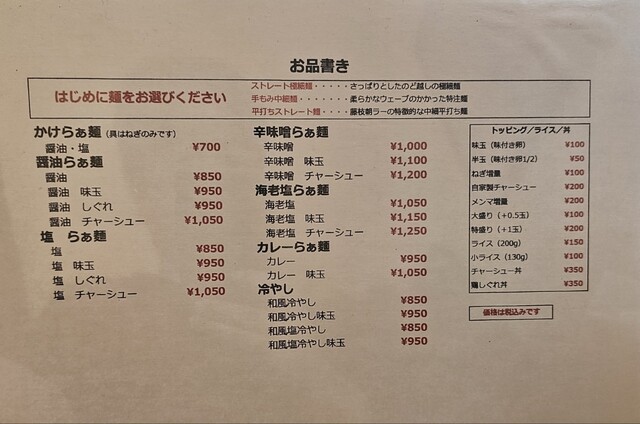 お品書き
はじめに麺をお選びください
ストレート極細麺・・・・・さっぱりとしたのど越しの極細麺
手もみ中細麺・・・・・・・柔らかなウェーブのかかった特注麺
平打ちストレート麺・・・・藤枝朝ラーの特徴的な中細平打ち麺
かけらぁ麺（具はねぎのみです）
醤油・塩 ¥700
醤油らぁ麺
醤油 ¥850
醤油　味玉 ¥950
醤油　しぐれ ¥950
醤油　チャーシュー ¥1,050
塩　らぁ麺
塩 ¥850
塩　味玉 ¥950
塩　しぐれ ¥950
塩　チャーシュー ¥1,050
辛味噌らぁ麺
辛味噌 ¥1,000
辛味噌　味玉 ¥1,100
辛味噌　チャーシュー ¥1,200
海老塩らぁ麺
海老塩 ¥1,050
海老塩　味玉 ¥1,150
海老塩　チャーシュー ¥1,250
カレーらぁ麺
カレー ¥950
カレー　味玉 ¥1,050
冷やし
和風冷やし ¥850
和風冷やし味玉 ¥950
和風塩冷やし ¥850
和風塩冷やし味玉 ¥950
トッピング／ライス／丼
味玉（味付き卵） ¥100
半玉（味付き卵1/2） ¥50
ねぎ増量 ¥100
自家製チャーシュー ¥200
メンマ増量 ¥200
大盛り（＋0.5玉） ¥100
特盛り（＋1玉） ¥200
ライス（200g） ¥150
小ライス（130g） ¥100
チャーシュー丼 ¥350
鶏しぐれ丼 ¥350
価格は税込みです